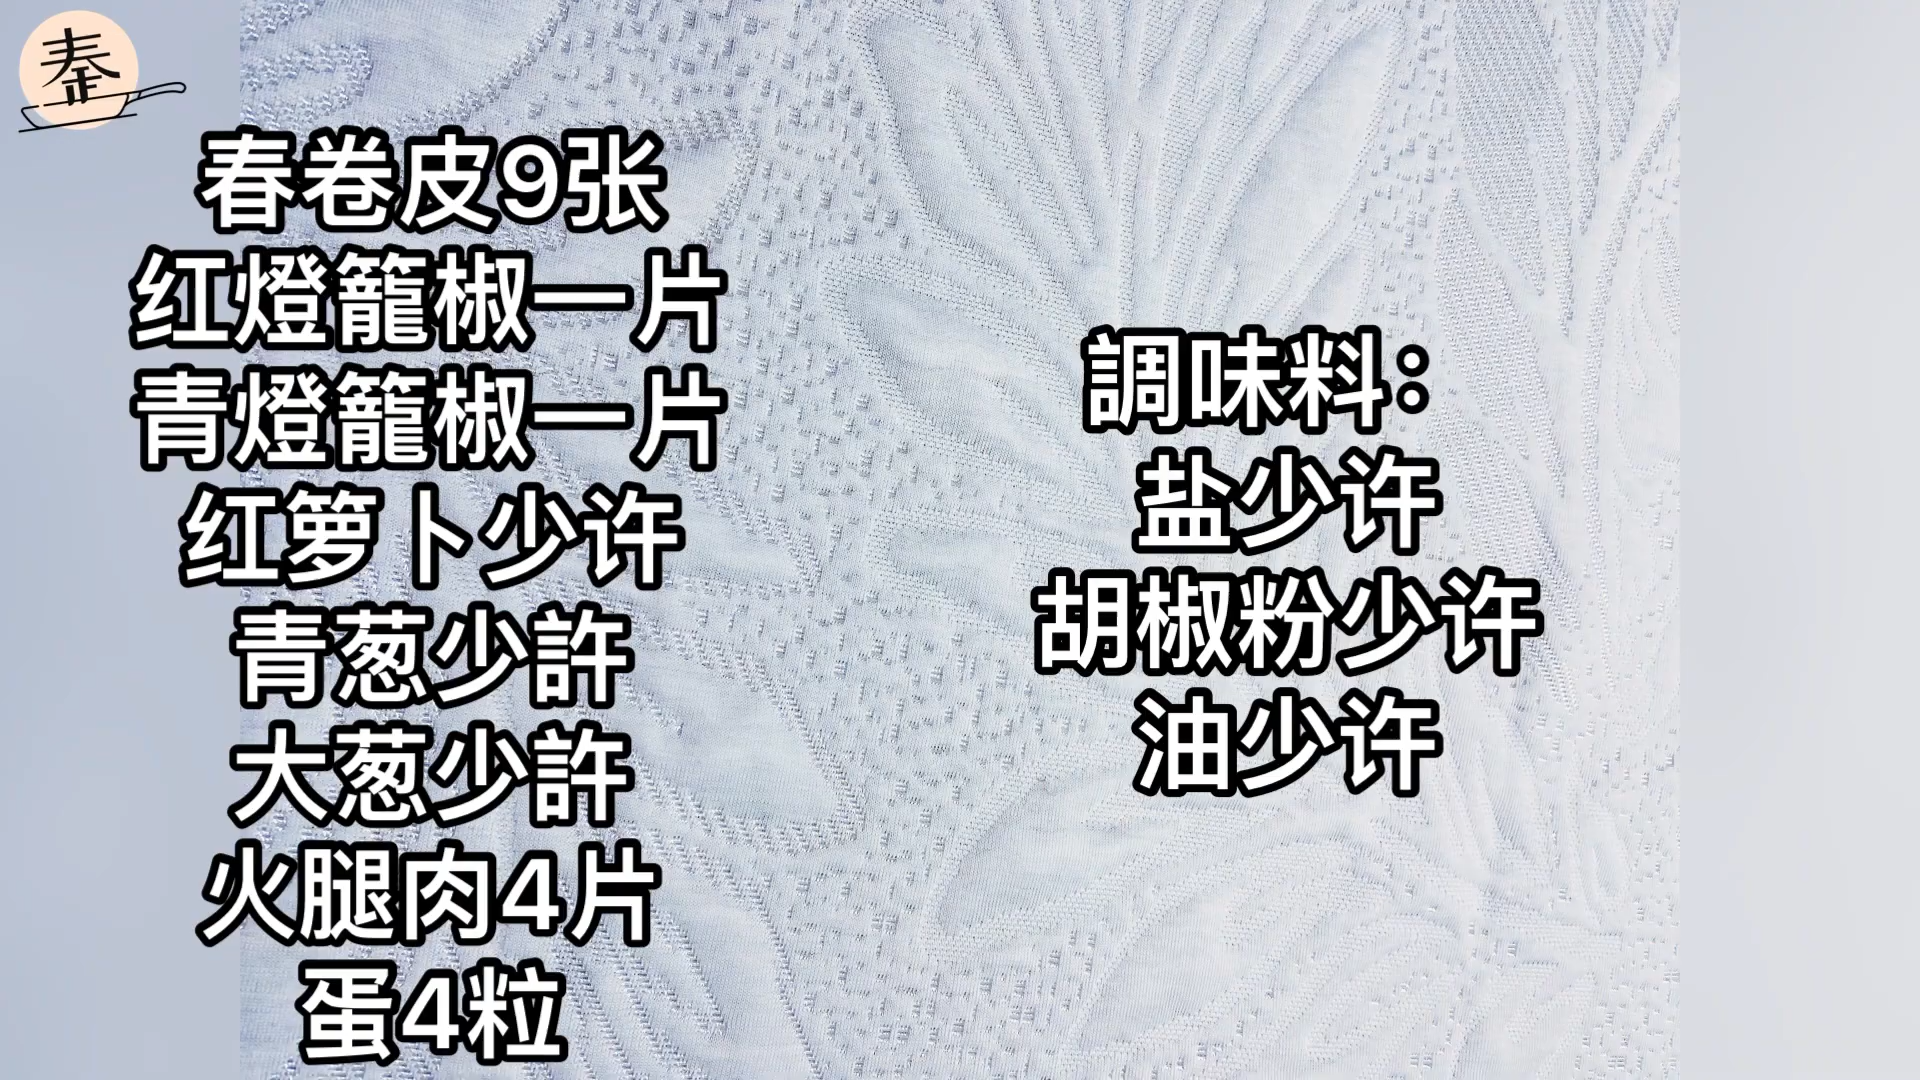 春卷皮9张
红燈籠椒一片
青燈籠椒一片
红箩卜少许
青葱少許
大葱少許
火腿肉4片
蛋4粒
調味料：
盐少许
胡椒粉少许
油少许